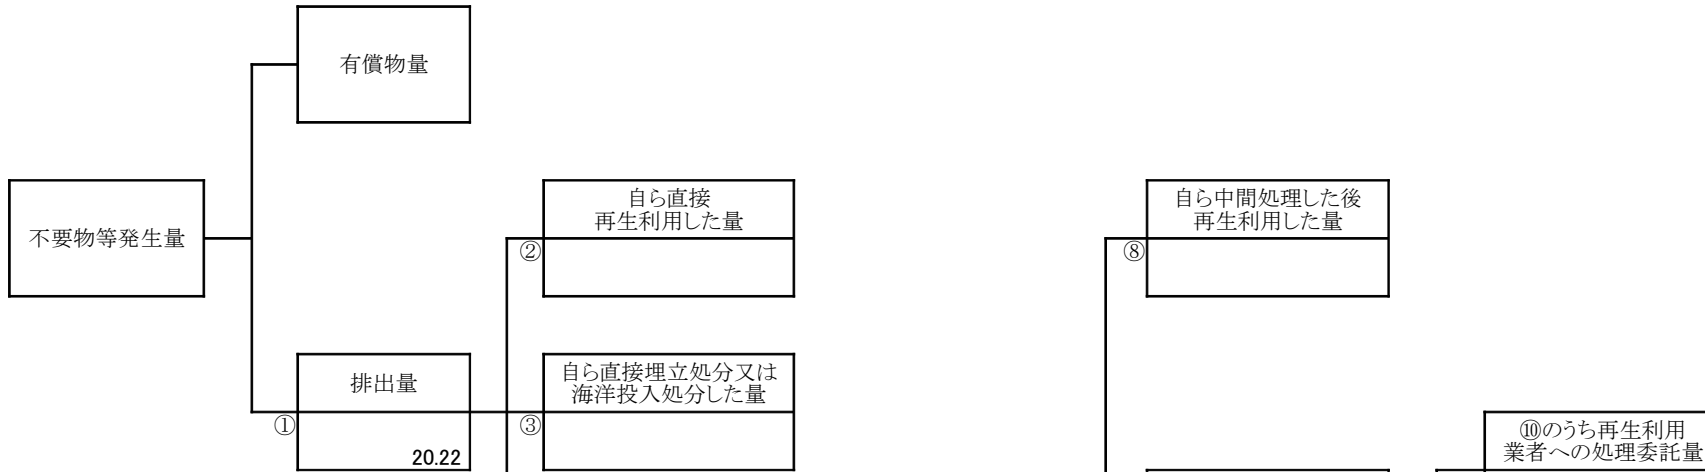 有償物量
不要物等発生量
自ら直接
再生利用した量
②
自ら中間処理した後
再生利用した量
⑧
排出量
①
20.22
自ら直接埋立処分又は
海洋投入処分した量
③
⑩のうち再生利用
業者への処理委託量